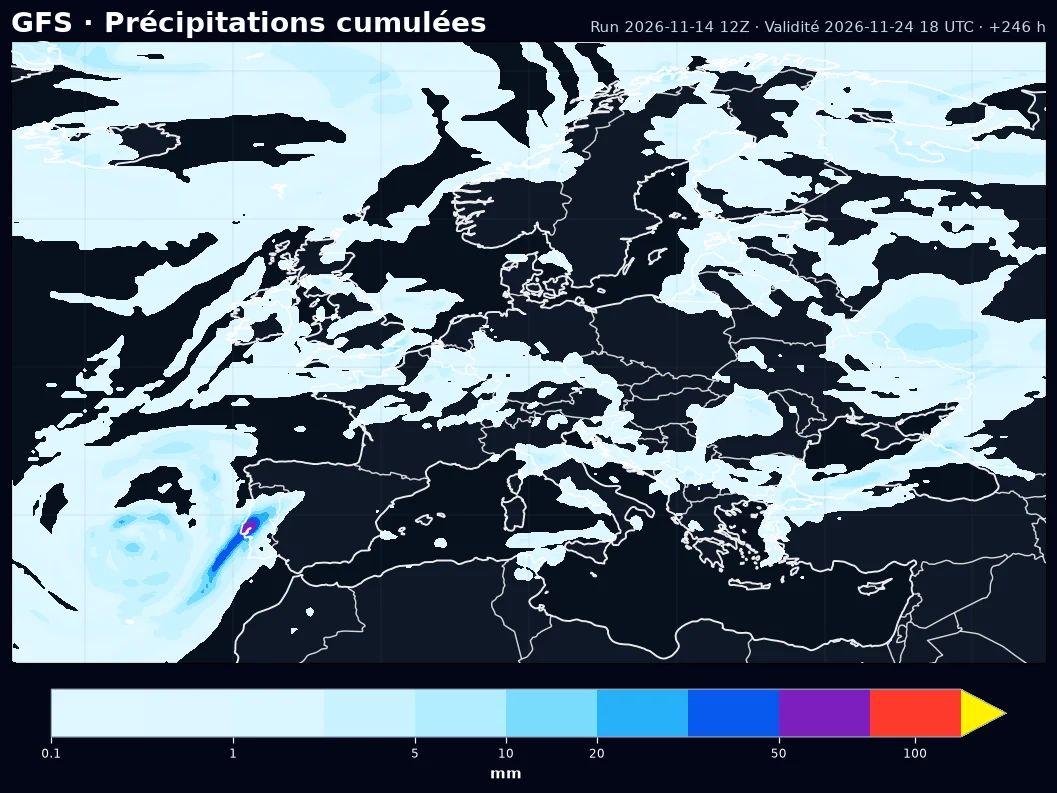 GFS · Précipitations cumulées
Run 2026-11-14 12Z · Validité 2026-11-24 18 UTC · +246 h
0.1 1 5 10 20 50 100
mm